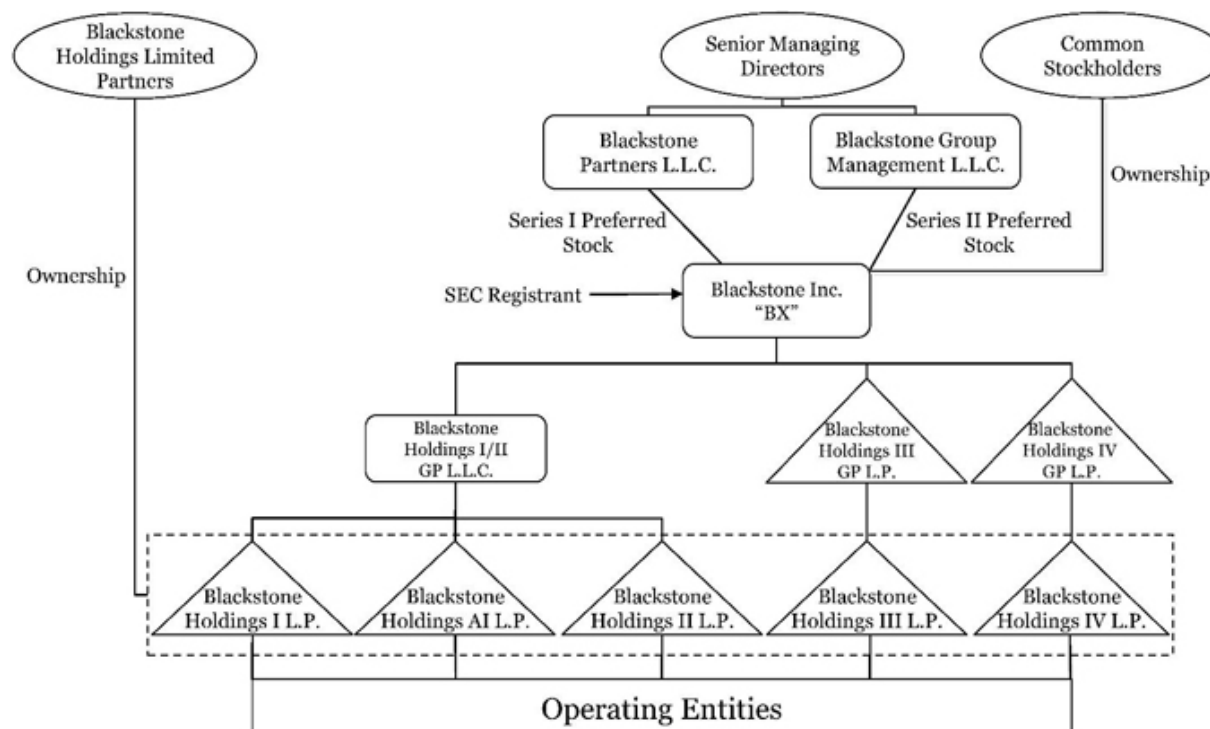 Blackstone
Holdings Limited
Partners
Senior Managing
Directors
Common
Stockholders
Blackstone
Partners L.L.C.
Blackstone Group
Management L.L.C.
Ownership
Series I Preferred
Stock
Series II Preferred
Stock
Ownership
SEC Registrant
Blackstone Inc.
“BX”
Blackstone
Holdings I/II
GP L.L.C.
Blackstone
Holdings III
GP L.P.
Blackstone
Holdings IV
GP L.P.
Blackstone
Holdings I L.P.
Blackstone
Holdings AI L.P.
Blackstone
Holdings II L.P.
Blackstone
Holdings III L.P.
Blackstone
Holdings IV L.P.
Operating Entities